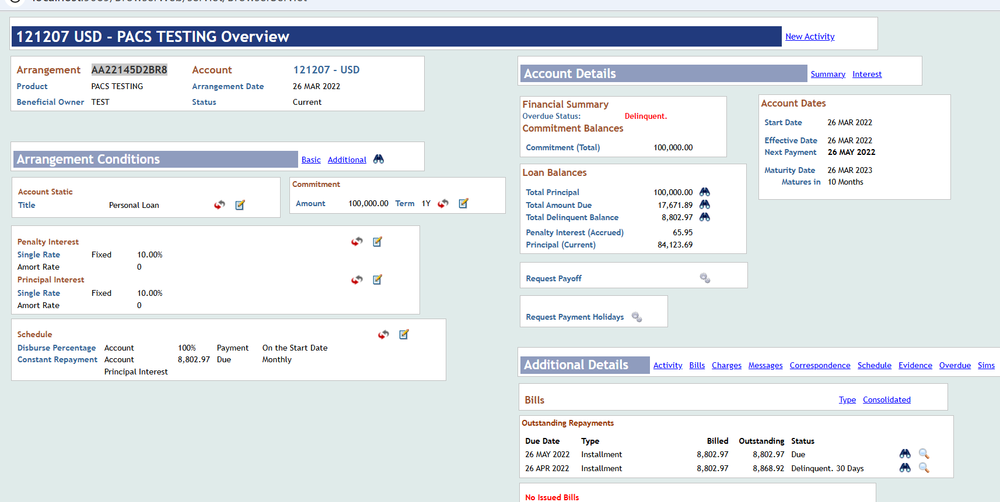 121207 USD - PACS TESTING Overview New Activity
Arrangement AA22145D2BR8 Account 121207 - USD
Product PACS TESTING Arrangement Date 26 MAR 2022
Beneficial Owner TEST Status Current
Arrangement Conditions Basic Additional
Account Static
Title Personal Loan
Commitment
Amount 100,000.00 Term 1Y
Penalty Interest
Single Rate Fixed 10.00%
Amort Rate 0
Principal Interest
Single Rate Fixed 10.00%
Amort Rate 0
Schedule
Disburse Percentage Account 100% Payment On the Start Date
Constant Repayment Account 8,802.97 Due Monthly
Principal Interest
Account Details Summary Interest
Financial Summary
Overdue Status: Delinquent.
Commitment Balances
Commitment (Total) 100,000.00
Account Dates
Start Date 26 MAR 2022
Effective Date 26 MAR 2022
Next Payment 26 MAY 2022
Maturity Date 26 MAR 2023
Matures in 10 Months
Loan Balances
Total Principal 100,000.00
Total Amount Due 17,671.89
Total Delinquent Balance 8,802.97
Penalty Interest (Accrued) 65.95
Principal (Current) 84,123.69
Request Payoff
Request Payment Holidays
Additional Details Activity Bills Charges Messages Correspondence Schedule Evidence Overdue Sims
Bills Type Consolidated
Outstanding Repayments
Due Date Type Billed Outstanding Status
26 MAY 2022 Installment 8,802.97 8,802.97 Due
26 APR 2022 Installment 8,802.97 8,868.92 Delinquent. 30 Days
No Issued Bills